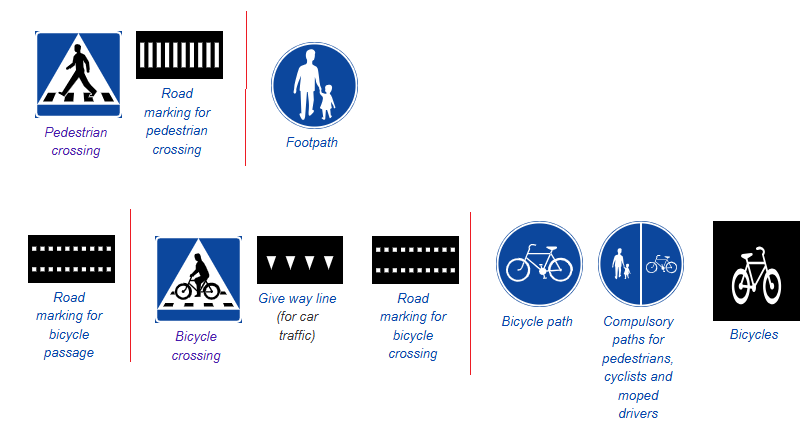 Pedestrian
crossing
Road
marking for
pedestrian
crossing
Footpath
Road
marking for
bicycle
passage
Bicycle
crossing
Give way line
(for car
traffic)
Road
marking for
bicycle
crossing
Bicycle path
Compulsory
paths for
pedestrians,
cyclists and
moped
drivers
Bicycles